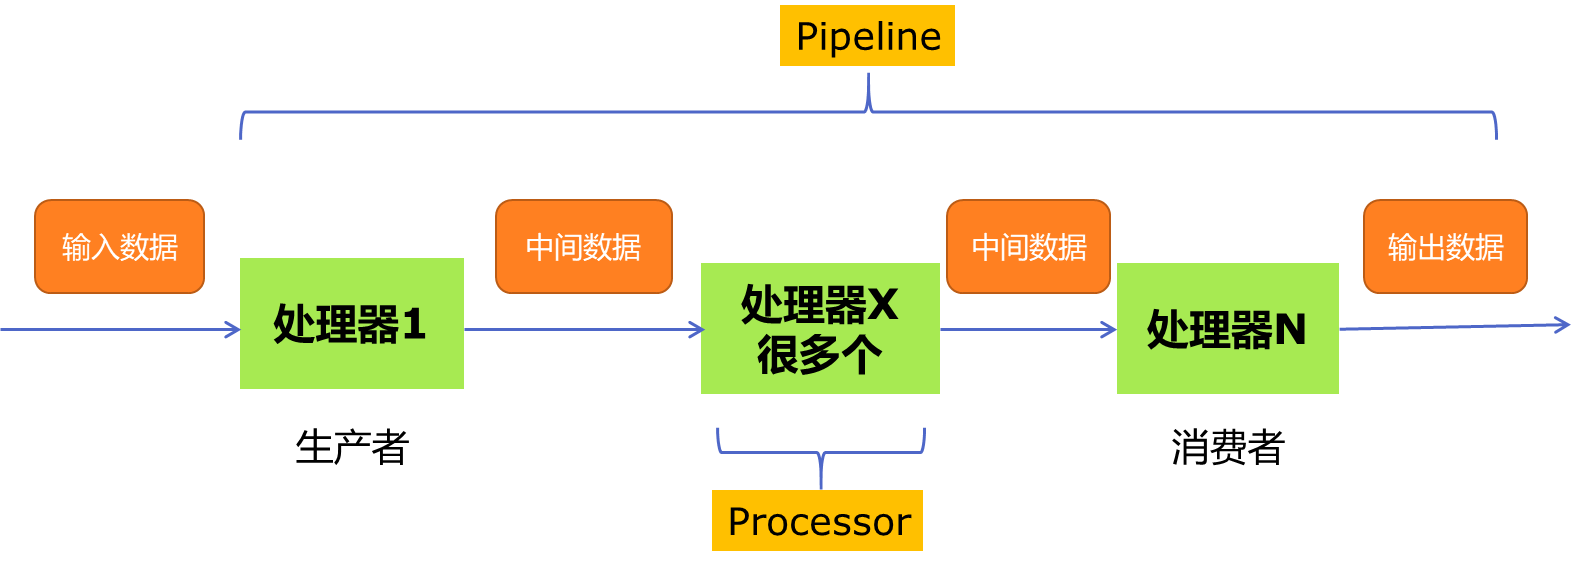 Pipeline
输入数据
中间数据
中间数据
输出数据
处理器1
处理器X
很多个
处理器N
生产者
消费者
Processor